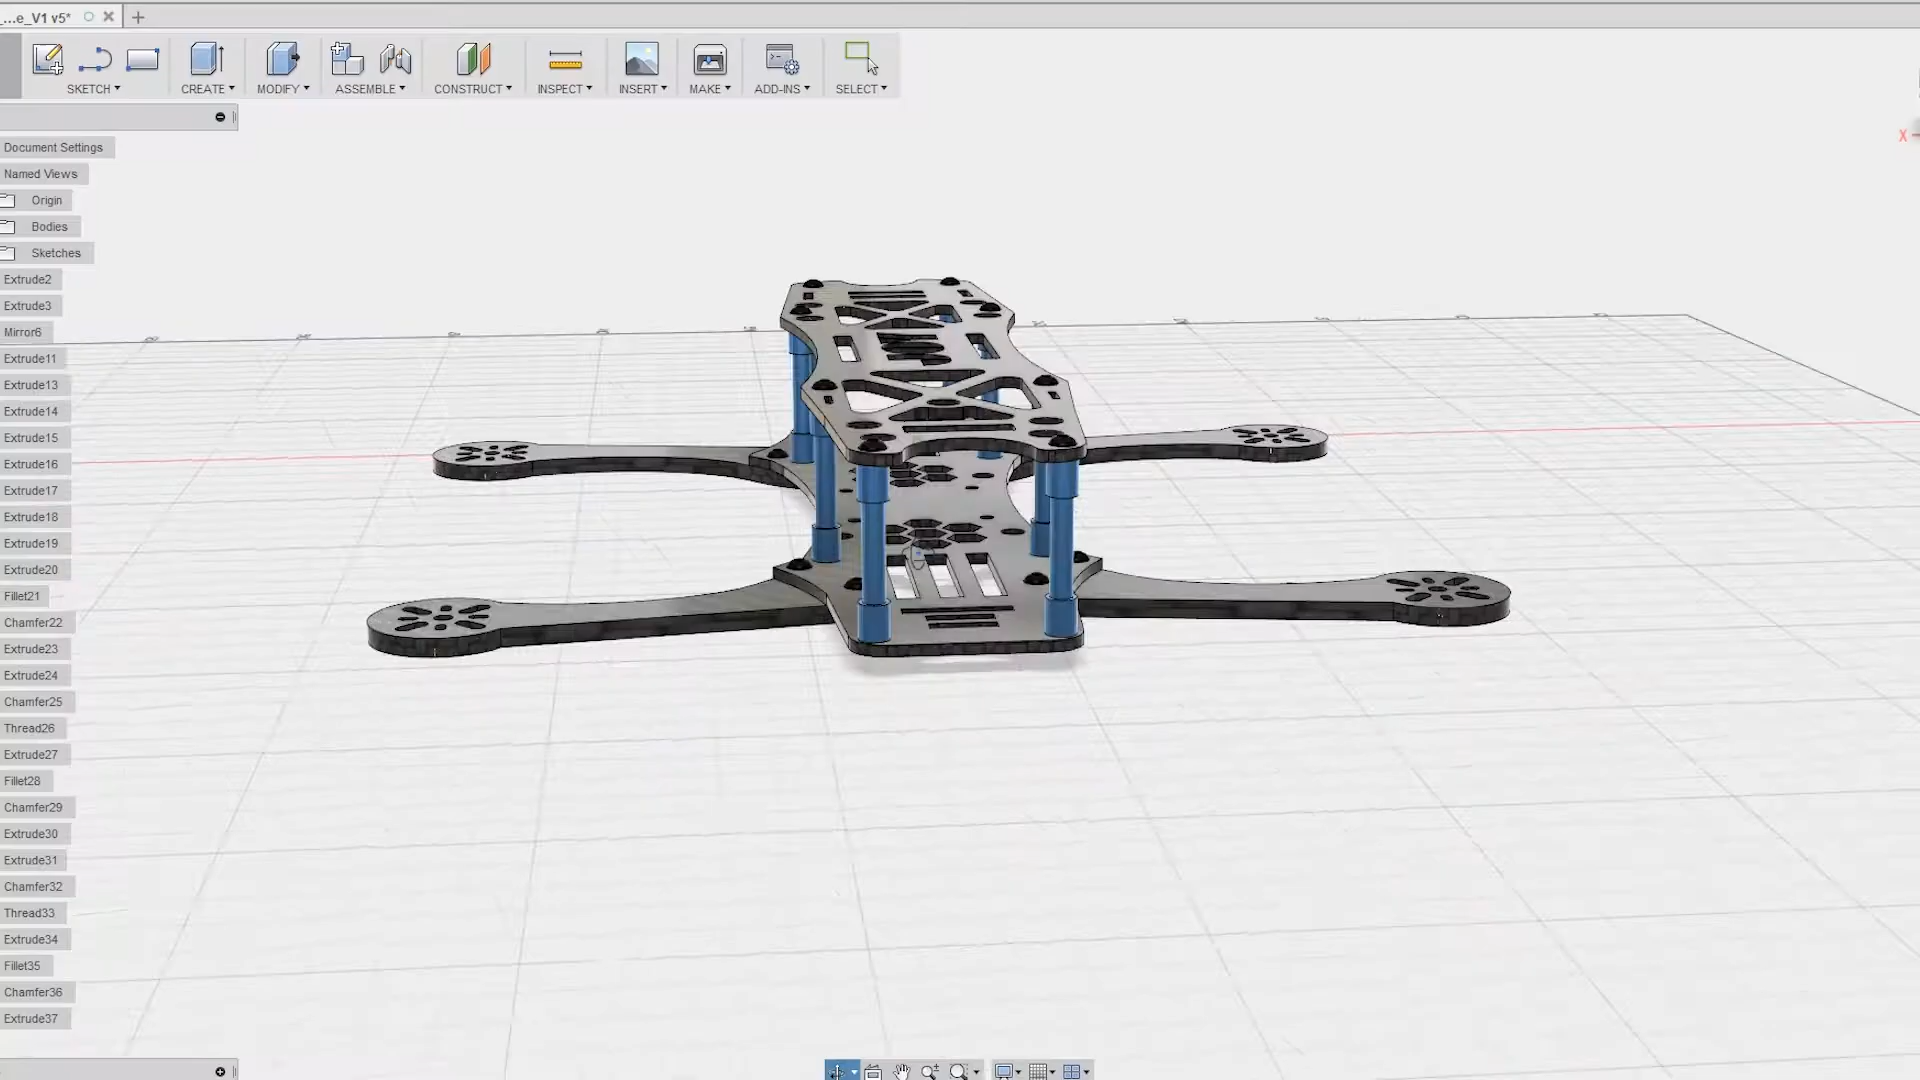 _...e_V1 v5*
SKETCH
CREATE
MODIFY
ASSEMBLE
CONSTRUCT
INSPECT
INSERT
MAKE
ADD-INS
SELECT
X
Document Settings
Named Views
Origin
Bodies
Sketches
Extrude2
Extrude3
Mirror6
Extrude11
Extrude13
Extrude14
Extrude15
Extrude16
Extrude17
Extrude18
Extrude19
Extrude20
Fillet21
Chamfer22
Extrude23
Extrude24
Chamfer25
Thread26
Extrude27
Fillet28
Chamfer29
Extrude30
Extrude31
Chamfer32
Thread33
Extrude34
Fillet35
Chamfer36
Extrude37